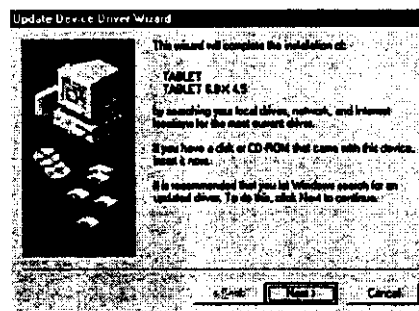 Update Device Driver Wizard
This wizard will complete the installation of:
TABLET
TABLET 6.0 X 4.5
by searching your local drives, network, and Internet
locations for the most current driver.
If you have a disk or CD-ROM that came with this device,
insert it now.
It is recommended that you let Windows search for an
updated driver. To do this, click Next to continue.
< Back
Next >
Cancel